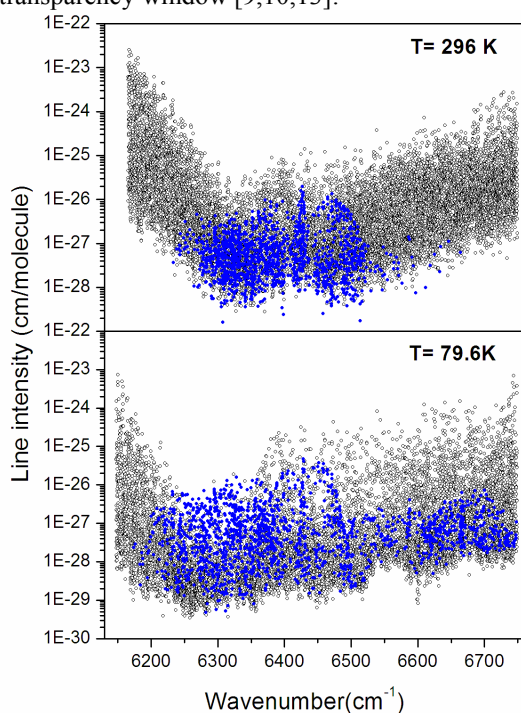 transparency window [9,10,13].
1E-22
T= 296 K
1E-23
1E-24
1E-25
1E-26
1E-27
1E-28
1E-22
T= 79.6K
1E-23
1E-24
1E-25
1E-26
1E-27
1E-28
1E-29
1E-30
Line intensity (cm/molecule)
6200 6300 6400 6500 6600 6700
Wavenumber(cm-1)